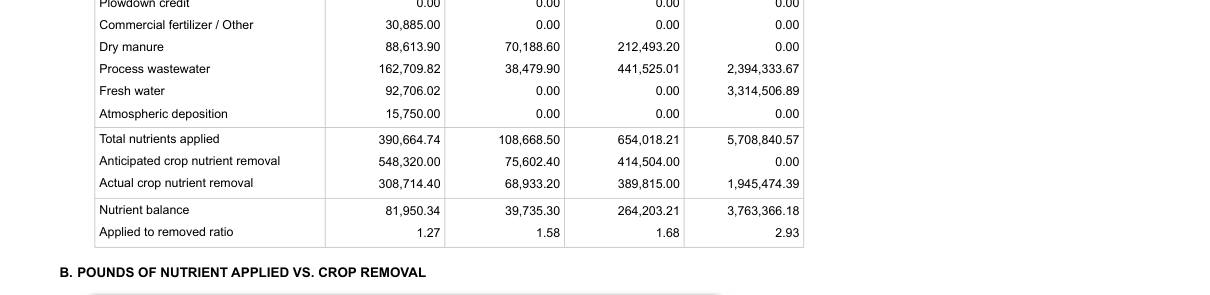 Plowdown credit 0.00 0.00 0.00 0.00
Commercial fertilizer / Other 30,885.00 0.00 0.00 0.00
Dry manure 88,613.90 70,188.60 212,493.20 0.00
Process wastewater 162,709.82 38,479.90 441,525.01 2,394,333.67
Fresh water 92,706.02 0.00 0.00 3,314,506.89
Atmospheric deposition 15,750.00 0.00 0.00 0.00
Total nutrients applied 390,664.74 108,668.50 654,018.21 5,708,840.57
Anticipated crop nutrient removal 548,320.00 75,602.40 414,504.00 0.00
Actual crop nutrient removal 308,714.40 68,933.20 389,815.00 1,945,474.39
Nutrient balance 81,950.34 39,735.30 264,203.21 3,763,366.18
Applied to removed ratio 1.27 1.58 1.68 2.93
B. POUNDS OF NUTRIENT APPLIED VS. CROP REMOVAL